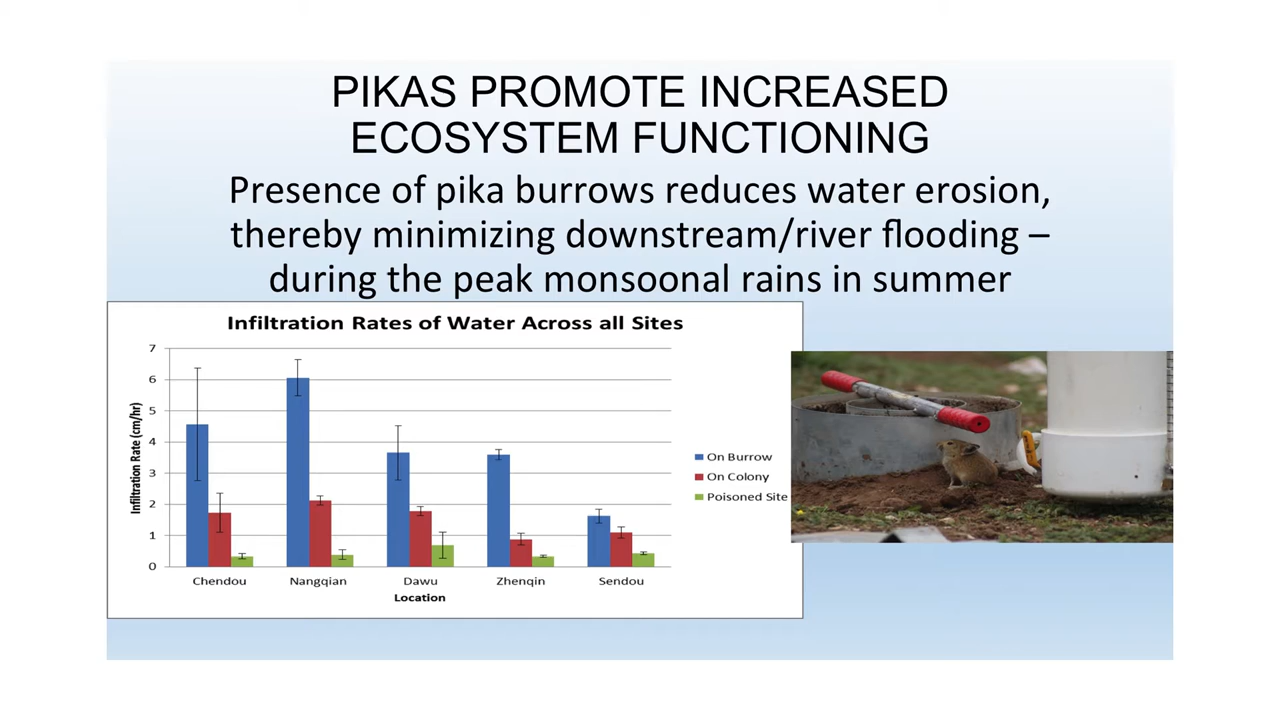 PIKAS PROMOTE INCREASED
ECOSYSTEM FUNCTIONING
Presence of pika burrows reduces water erosion,
thereby minimizing downstream/river flooding –
during the peak monsoonal rains in summer
Infiltration Rates of Water Across all Sites
Infiltration Rate (cm/hr)
7
6
5
4
3
2
1
0
Chendou Nangqian Dawu Zhenqin Sendou
Location
On Burrow
On Colony
Poisoned Site